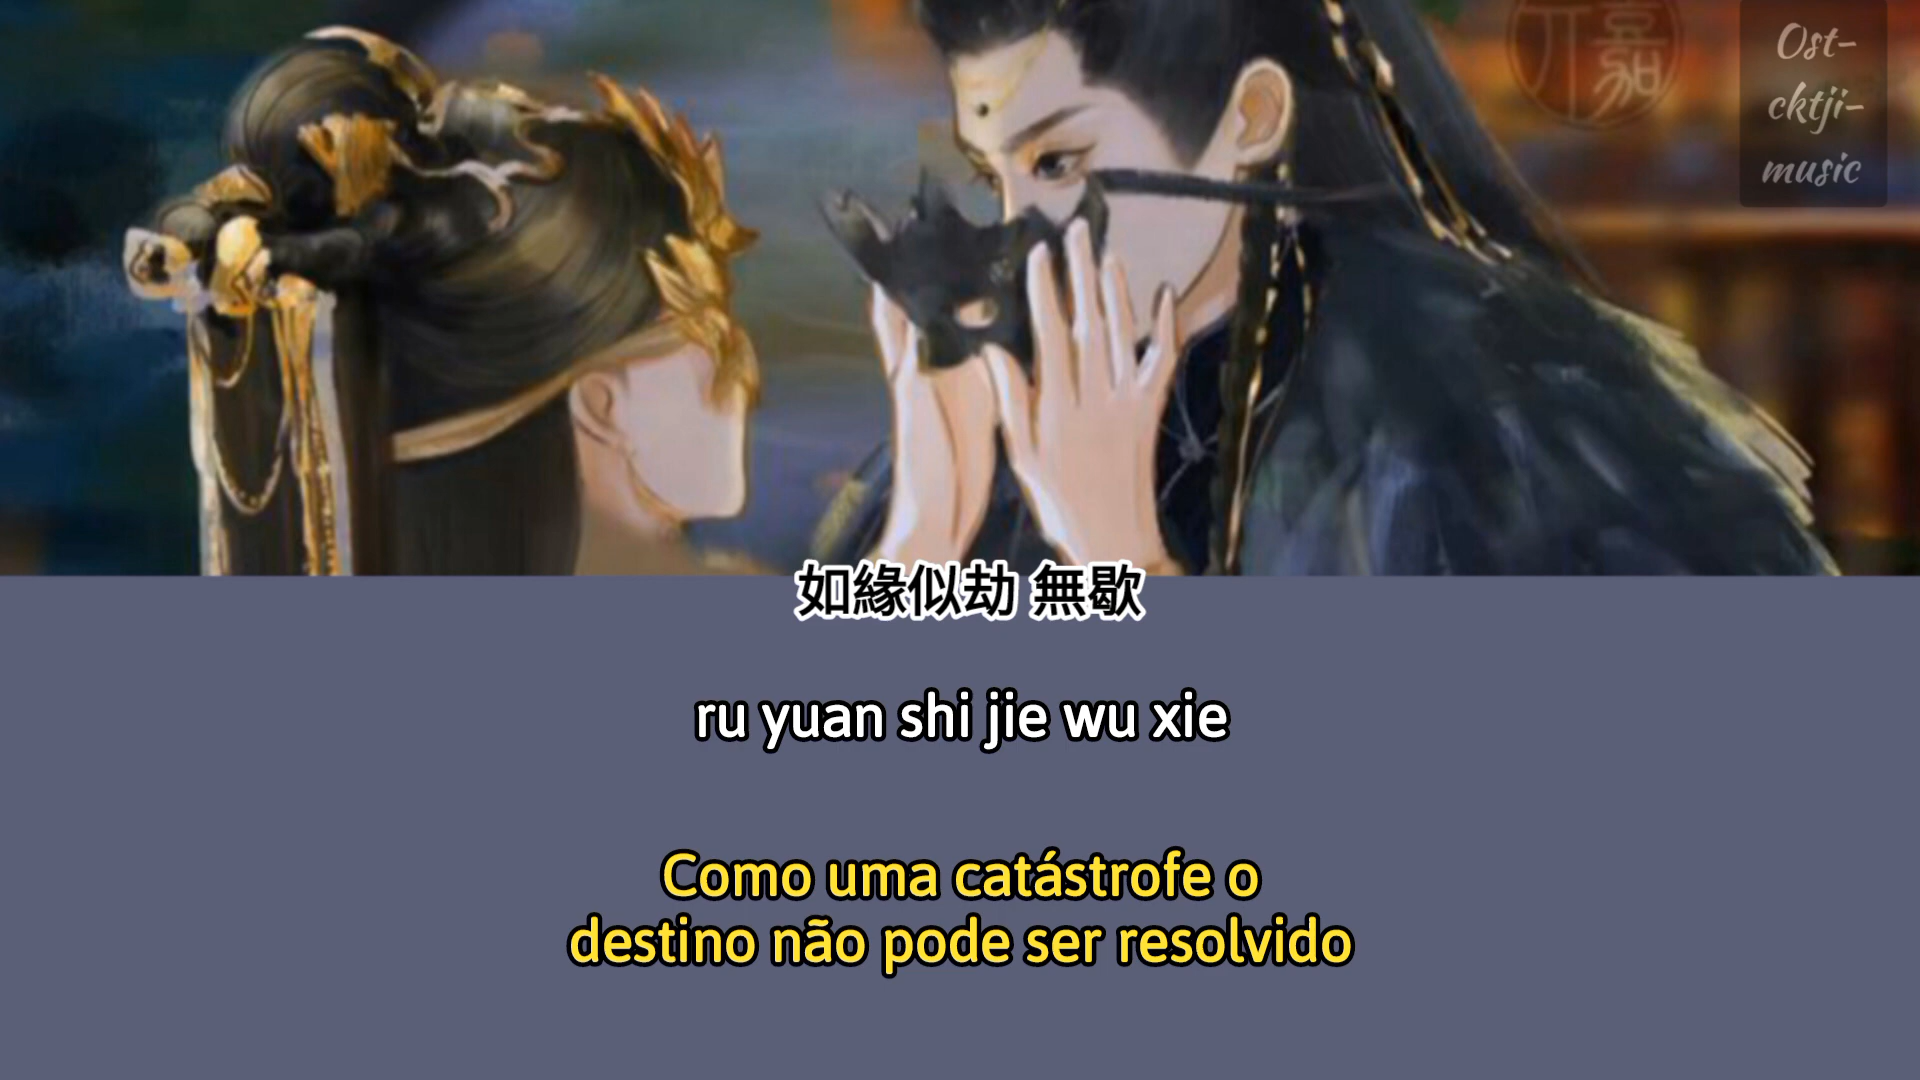 Ost-
cktji-
music
嘉
如緣似劫 無歇
ru yuan shi jie wu xie
Como uma catástrofe o
destino não pode ser resolvido